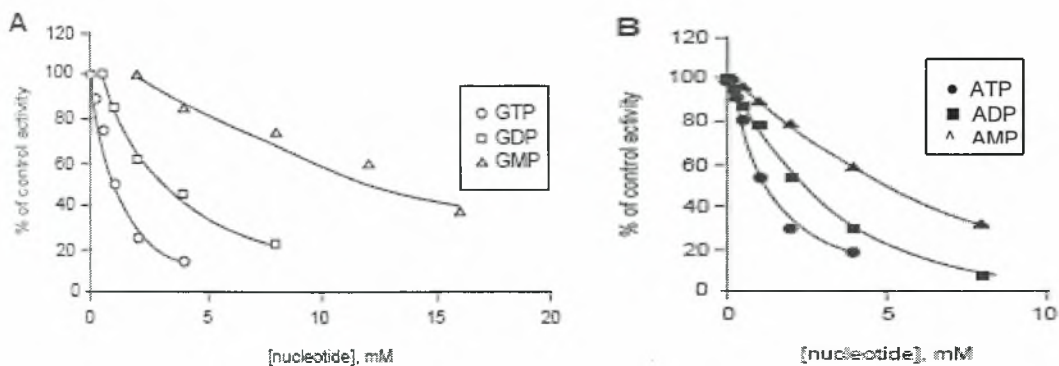 A
% of control activity
120
100
80
60
40
20
0
0
5
10
15
20
[nucleotide], mM
GTP
GDP
GMP
B
% of control activity
120
100
80
60
40
20
0
0
5
10
[nucleotide], mM
ATP
ADP
AMP